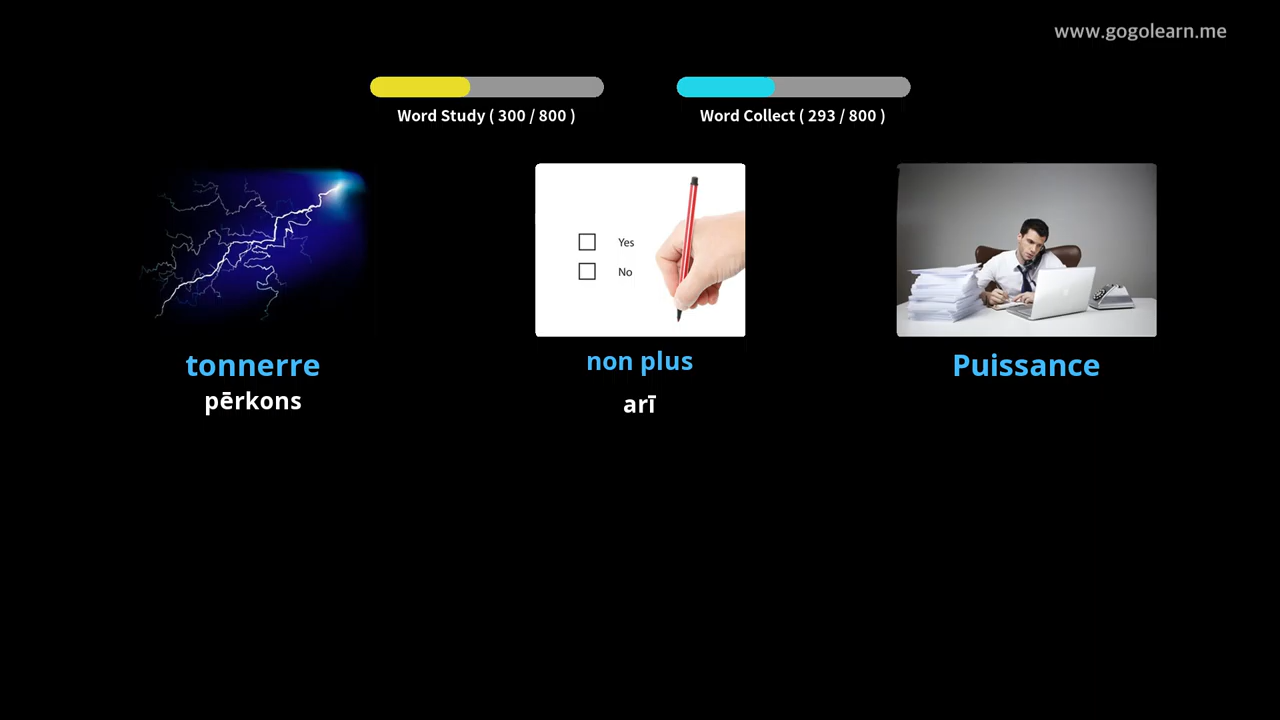 www.gogolearn.me
Word Study ( 300 / 800 )
Word Collect ( 293 / 800 )
Yes
No
tonnerre
pērkons
non plus
arī
Puissance